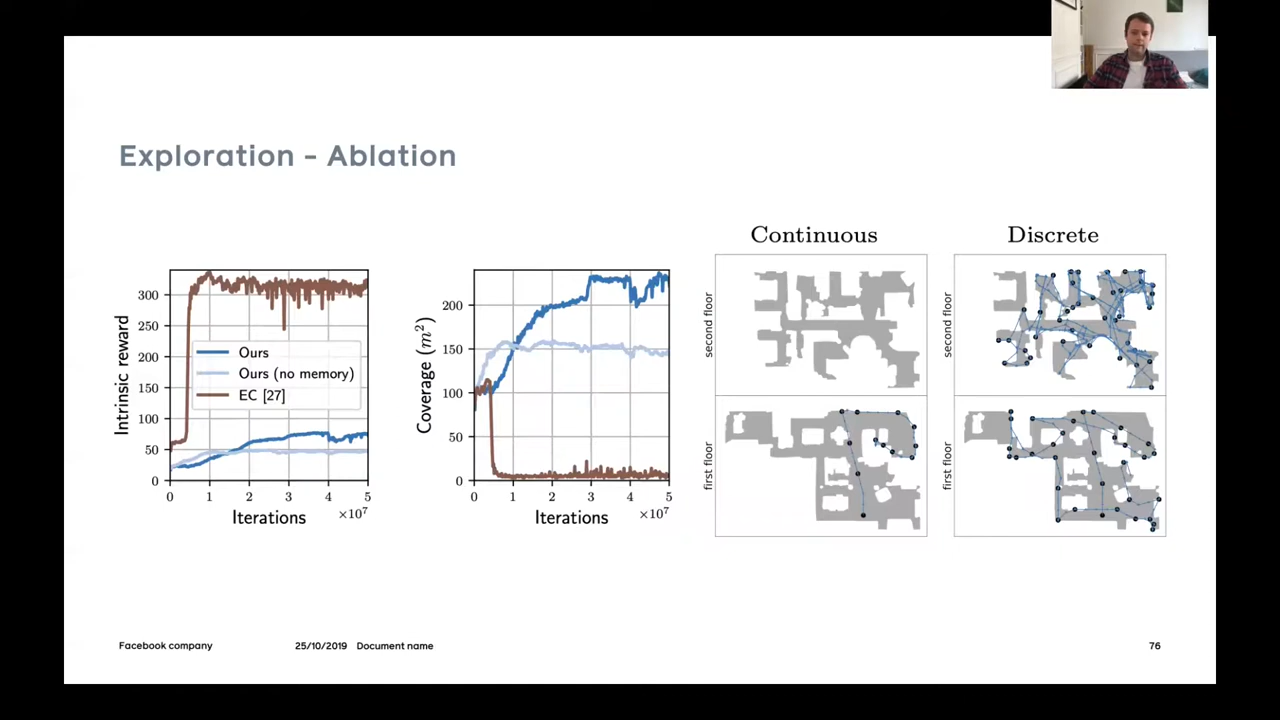 Exploration - Ablation
Intrinsic reward
300
250
200
150
100
50
0
Ours
Ours (no memory)
EC [27]
0 1 2 3 4 5
Iterations
×10⁷
Coverage (m²)
200
150
100
50
0
0 1 2 3 4 5
Iterations
×10⁷
Continuous
Discrete
second floor
second floor
first floor
first floor
Facebook company
25/10/2019 Document name
76